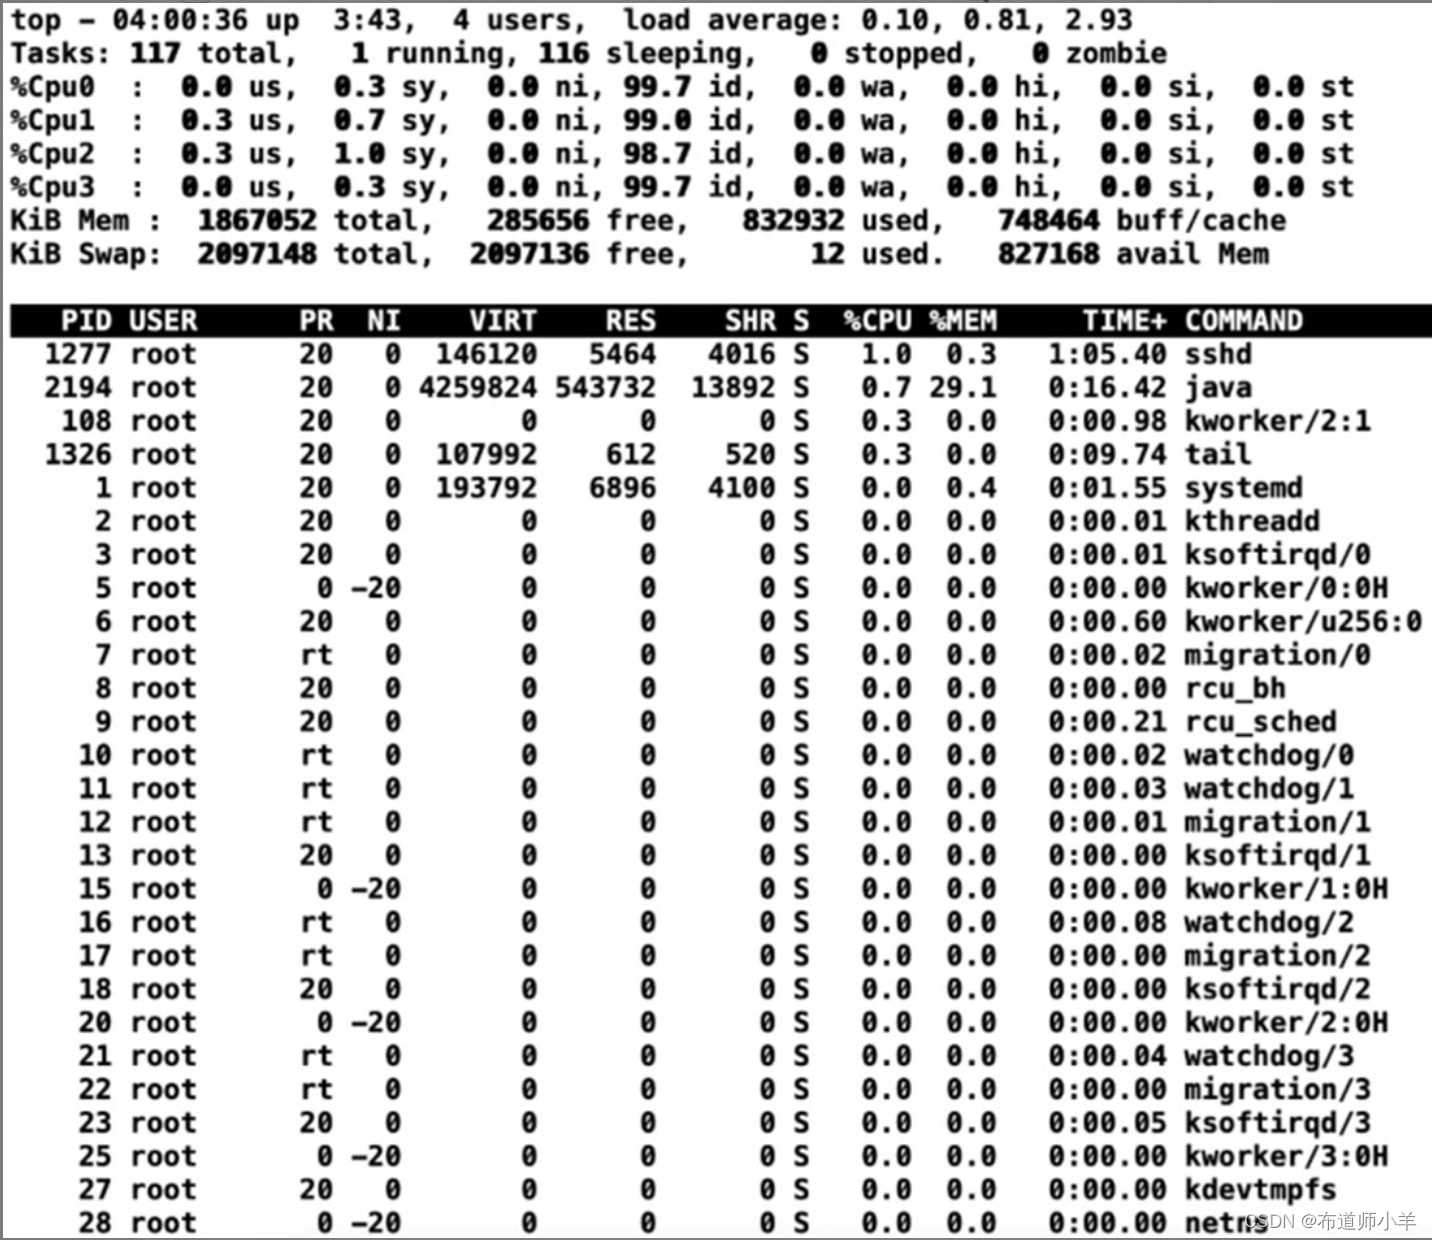 top – 04:00:36 up  3:43,  4 users,  load average: 0.10, 0.81, 2.93
Tasks: 117 total,   1 running, 116 sleeping,   0 stopped,   0 zombie
%Cpu0  :  0.0 us,  0.3 sy,  0.0 ni, 99.7 id,  0.0 wa,  0.0 hi,  0.0 si,  0.0 st
%Cpu1  :  0.3 us,  0.7 sy,  0.0 ni, 99.0 id,  0.0 wa,  0.0 hi,  0.0 si,  0.0 st
%Cpu2  :  0.3 us,  1.0 sy,  0.0 ni, 98.7 id,  0.0 wa,  0.0 hi,  0.0 si,  0.0 st
%Cpu3  :  0.0 us,  0.3 sy,  0.0 ni, 99.7 id,  0.0 wa,  0.0 hi,  0.0 si,  0.0 st
KiB Mem :  1867052 total,   285656 free,   832932 used,   748464 buff/cache
KiB Swap:  2097148 total,  2097136 free,       12 used.   827168 avail Mem
PID USER PR NI VIRT RES SHR S %CPU %MEM TIME+ COMMAND
1277 root 20 0 146120 5464 4016 S 1.0 0.3 1:05.40 sshd
2194 root 20 0 4259824 543732 13892 S 0.7 29.1 0:16.42 java
108 root 20 0 0 0 0 S 0.3 0.0 0:00.98 kworker/2:1
1326 root 20 0 107992 612 520 S 0.3 0.0 0:09.74 tail
1 root 20 0 193792 6896 4100 S 0.0 0.4 0:01.55 systemd
2 root 20 0 0 0 0 S 0.0 0.0 0:00.01 kthreadd
3 root 20 0 0 0 0 S 0.0 0.0 0:00.01 ksoftirqd/0
5 root 0 –20 0 0 0 S 0.0 0.0 0:00.00 kworker/0:0H
6 root 20 0 0 0 0 S 0.0 0.0 0:00.60 kworker/u256:0
7 root rt 0 0 0 0 S 0.0 0.0 0:00.02 migration/0
8 root 20 0 0 0 0 S 0.0 0.0 0:00.00 rcu_bh
9 root 20 0 0 0 0 S 0.0 0.0 0:00.21 rcu_sched
10 root rt 0 0 0 0 S 0.0 0.0 0:00.02 watchdog/0
11 root rt 0 0 0 0 S 0.0 0.0 0:00.03 watchdog/1
12 root rt 0 0 0 0 S 0.0 0.0 0:00.01 migration/1
13 root 20 0 0 0 0 S 0.0 0.0 0:00.00 ksoftirqd/1
15 root 0 –20 0 0 0 S 0.0 0.0 0:00.00 kworker/1:0H
16 root rt 0 0 0 0 S 0.0 0.0 0:00.08 watchdog/2
17 root rt 0 0 0 0 S 0.0 0.0 0:00.00 migration/2
18 root 20 0 0 0 0 S 0.0 0.0 0:00.00 ksoftirqd/2
20 root 0 –20 0 0 0 S 0.0 0.0 0:00.00 kworker/2:0H
21 root rt 0 0 0 0 S 0.0 0.0 0:00.04 watchdog/3
22 root rt 0 0 0 0 S 0.0 0.0 0:00.00 migration/3
23 root 20 0 0 0 0 S 0.0 0.0 0:00.05 ksoftirqd/3
25 root 0 –20 0 0 0 S 0.0 0.0 0:00.00 kworker/3:0H
27 root 20 0 0 0 0 S 0.0 0.0 0:00.00 kdevtmpfs
28 root 0 –20 0 0 0 S 0.0 0.0 0:00.00 netns
CSDN @布道师小羊